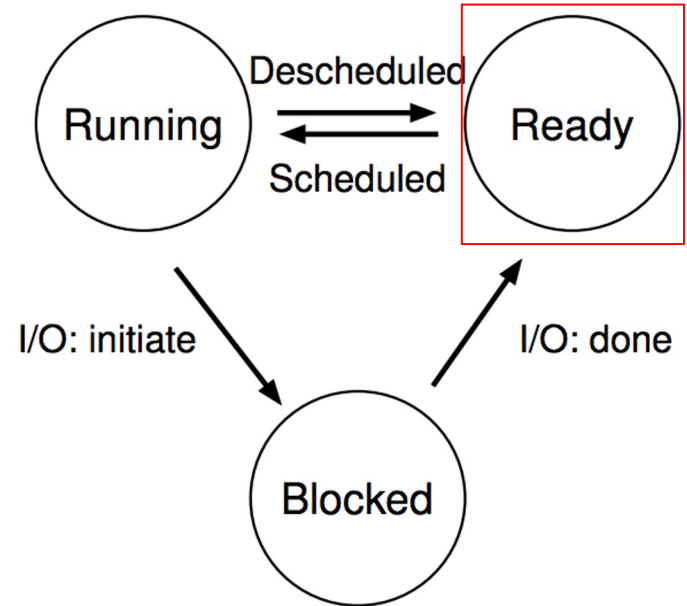 Descheduled
Running
Ready
Scheduled
I/O: initiate
I/O: done
Blocked